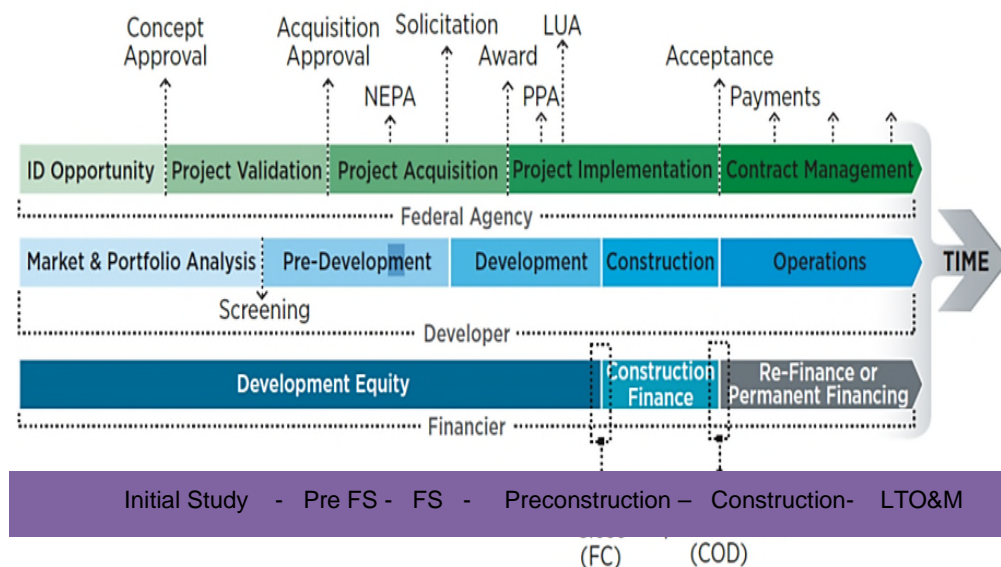 Concept
Approval
Acquisition
Approval
Solicitation
LUA
NEPA
Award
PPA
Acceptance
Payments
ID Opportunity
Project Validation
Project Acquisition
Project Implementation
Contract Management
Federal Agency
Market & Portfolio Analysis
Pre-Development
Development
Construction
Operations
TIME
Screening
Developer
Development Equity
Construction
Finance
Re-Finance or
Permanent Financing
Financier
Initial Study - Pre FS - FS - Preconstruction – Construction- LTO&M
(FC)
(COD)